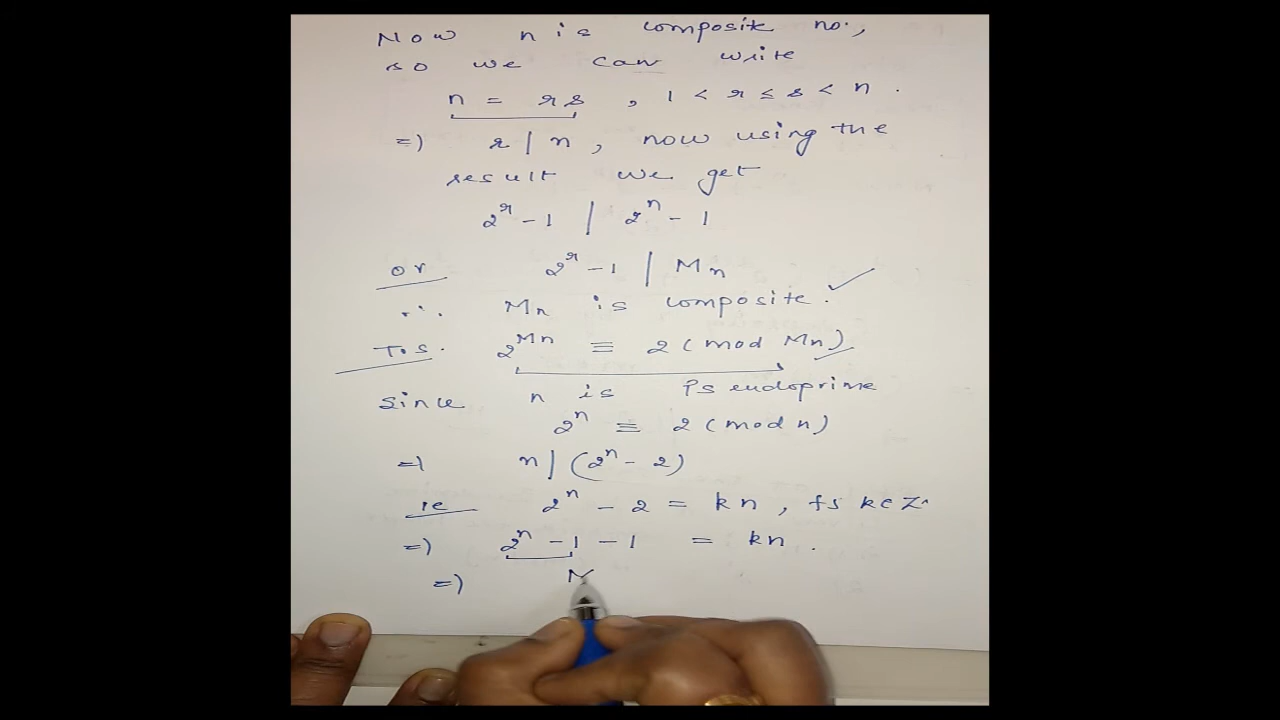 Now n is composite no.,
so we can write
n = rs , 1 < r ≤ s < n .
=> r | n , now using the
result we get
2^r - 1 | 2^n - 1
or 2^r - 1 | Mn
∴ Mn is composite. ✓
T.S. 2^Mn ≡ 2 (mod Mn)
Since n is Pseudoprime
2^n ≡ 2 (mod n)
=> n | (2^n - 2)
ie 2^n - 2 = kn , fs k ∈ Z
=> 2^n - 1 - 1 = kn .
=> M